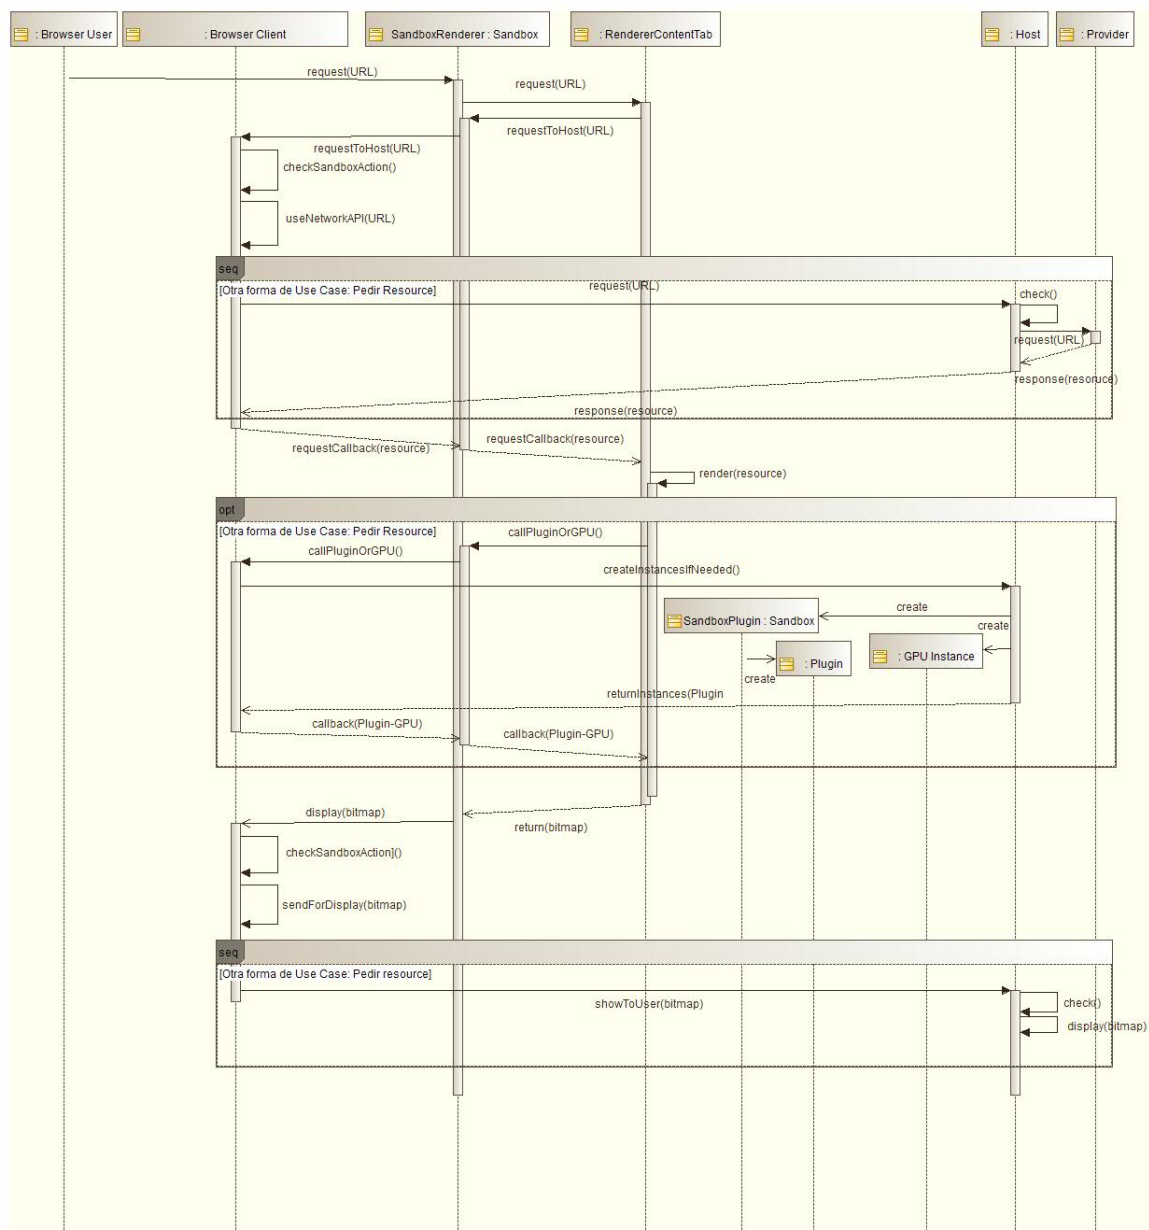 : Browser User
: Browser Client
SandboxRenderer : Sandbox
: RendererContentTab
: Host
: Provider
request(URL)
request(URL)
requestToHost(URL)
requestToHost(URL)
checkSandboxAction()
useNetworkAPI(URL)
seq
[Otra forma de Use Case: Pedir Resource]
request(URL)
check()
request(URL)
response(resoruce)
response(resource)
requestCallback(resource)
requestCallback(resource)
render(resource)
opt
[Otra forma de Use Case: Pedir Resource]
callPluginOrGPU()
callPluginOrGPU()
createInstancesIfNeeded()
create
SandboxPlugin : Sandbox
create
: GPU Instance
: Plugin
create
returnInstances(Plugin
callback(Plugin-GPU)
callback(Plugin-GPU)
display(bitmap)
return(bitmap)
checkSandboxAction]()
sendForDisplay(bitmap)
seq
[Otra forma de Use Case: Pedir resource]
showToUser(bitmap)
check()
display(bitmap)